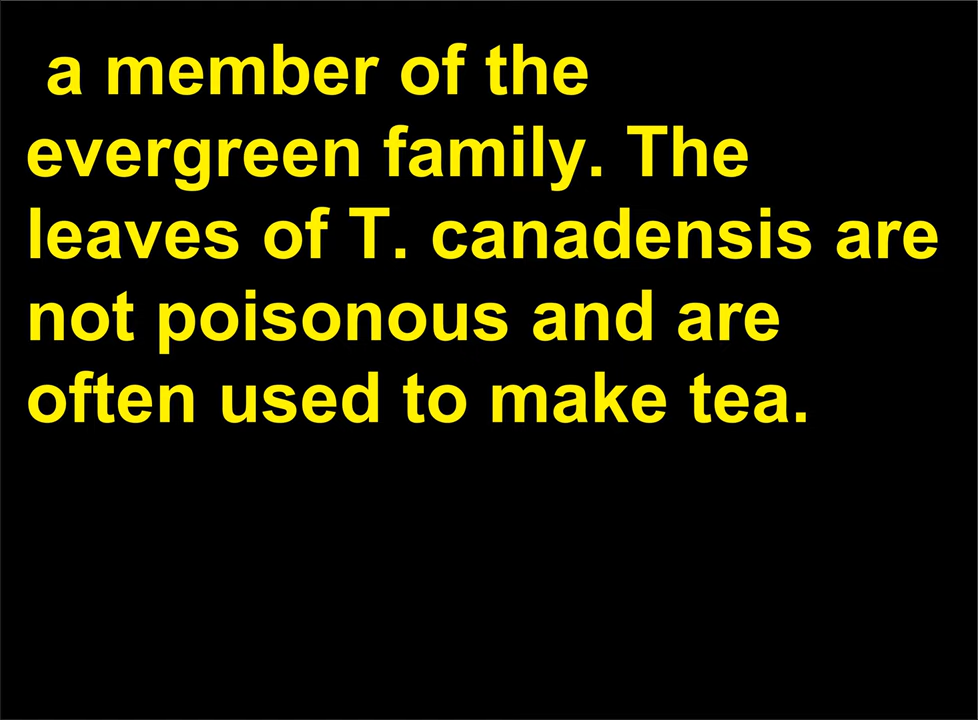 a member of the
evergreen family. The
leaves of T. canadensis are
not poisonous and are
often used to make tea.